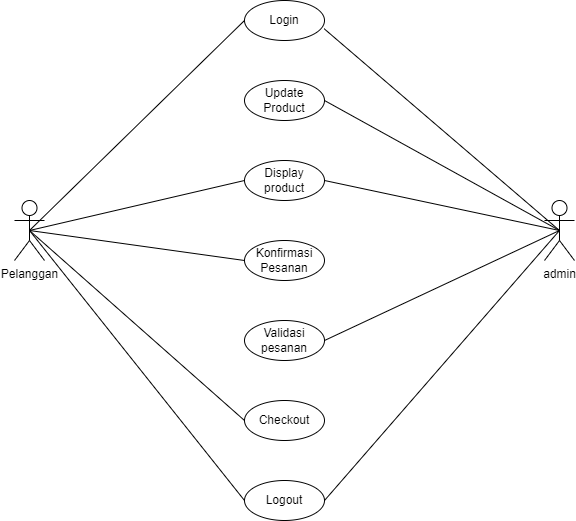 Login
Update
Product
Display
product
Pelanggan
admin
Konfirmasi
Pesanan
Validasi
pesanan
Checkout
Logout